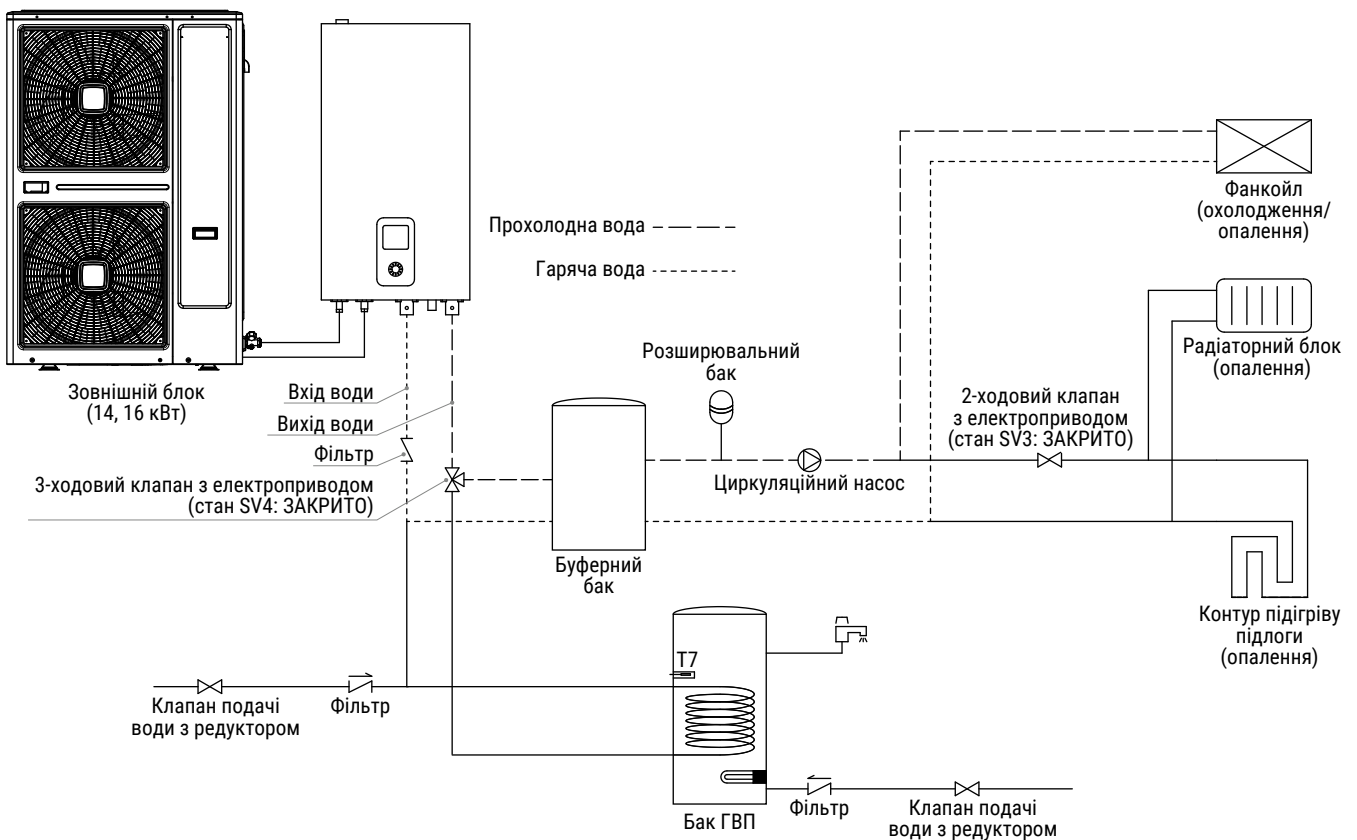 Прохолодна вода
Гаряча вода
Фанкойл
(охолодження/
опалення)
Зовнішній блок
(14, 16 кВт)
Вхід води
Вихід води
Фільтр
3-ходовий клапан з електроприводом
(стан SV4: ЗАКРИТО)
Розширювальний
бак
2-ходовий клапан
з електроприводом
(стан SV3: ЗАКРИТО)
Радіаторний блок
(опалення)
Циркуляційний насос
Буферний
бак
Контур підігріву
підлоги
(опалення)
T7
Клапан подачі
води з редуктором
Фільтр
Бак ГВП
Фільтр
Клапан подачі
води з редуктором